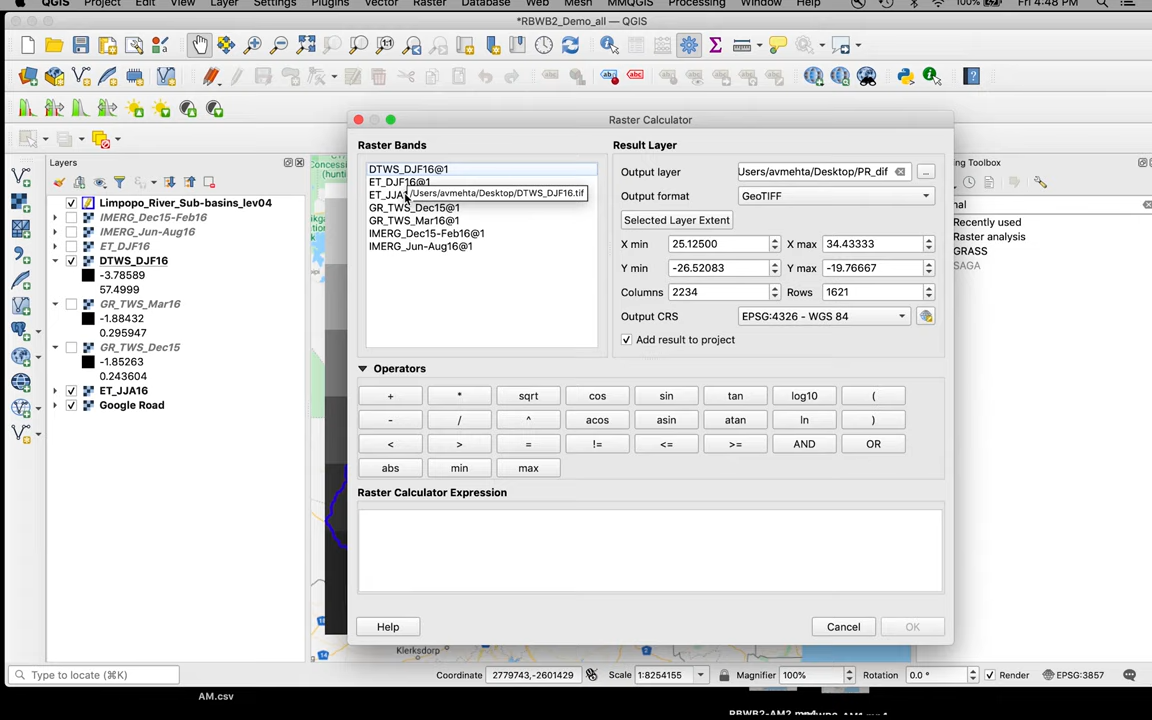 QGIS Project Edit View Layer Settings Plugins Vector Raster Database Web Mesh MMQGIS Processing Window Help 100% Fri 4:48 PM
*RBWB2_Demo_all — QGIS
Raster Calculator
Layers
Limpopo_River_Sub-basins_lev04
IMERG_Dec15-Feb16
IMERG_Jun-Aug16
ET_DJF16
DTWS_DJF16
-3.78589
57.4999
GR_TWS_Mar16
-1.88432
0.295947
GR_TWS_Dec15
-1.85263
0.243604
ET_JJA16
Google Road
Raster Bands
DTWS_DJF16@1
ET_DJF16@1
ET_JJA
/Users/avmehta/Desktop/DTWS_DJF16.tif
GR_TWS_Dec15@1
GR_TWS_Mar16@1
IMERG_Dec15-Feb16@1
IMERG_Jun-Aug16@1
Result Layer
Output layer Users/avmehta/Desktop/PR_dif ...
Output format GeoTIFF
Selected Layer Extent
X min 25.12500 X max 34.43333
Y min -26.52083 Y max -19.76667
Columns 2234 Rows 1621
Output CRS EPSG:4326 - WGS 84
Add result to project
Operators
+ * sqrt cos sin tan log10 (
- / ^ acos asin atan ln )
< > = != <= >= AND OR
abs min max
Raster Calculator Expression
Help Cancel OK
ing Toolbox
nal
Recently used
Raster analysis
GRASS
SAGA
Klerksdorp
Type to locate (⌘K) Coordinate 2779743,-2601429 Scale 1:8254155 Magnifier 100% Rotation 0.0 ° Render EPSG:3857
AM.csv